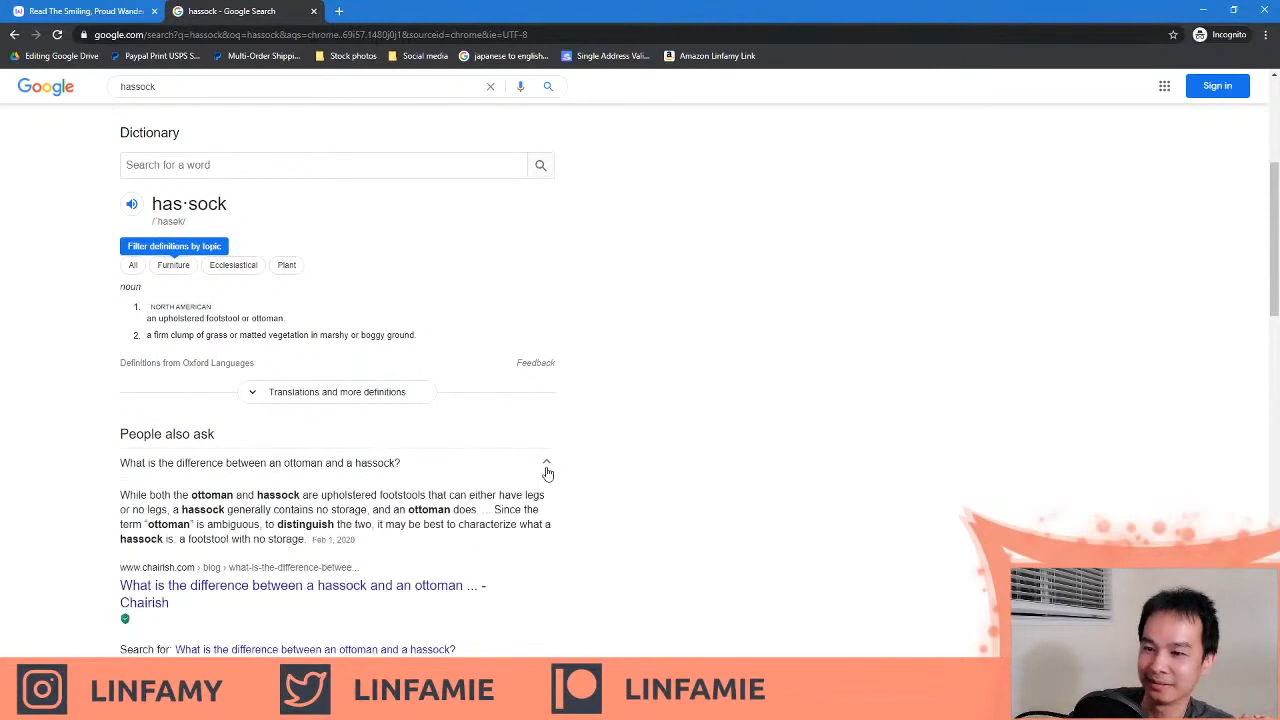 Read The Smiling, Proud Wande
hassock - Google Search
google.com/search?q=hassock&oq=hassock&aqs=chrome..69i57.1480j0j1&sourceid=chrome&ie=UTF-8
Incognito
Editing Google Drive
Paypal Print USPS S...
Multi-Order Shippi...
Stock photos
Social media
japanese to english...
Single Address Vali...
Amazon Linfamy Link
Google
hassock
Sign in
Dictionary
Search for a word
has·sock
/ˈhasək/
Filter definitions by topic
All
Furniture
Ecclesiastical
Plant
noun
1. NORTH AMERICAN
an upholstered footstool or ottoman.
2. a firm clump of grass or matted vegetation in marshy or boggy ground.
Definitions from Oxford Languages
Feedback
Translations and more definitions
People also ask
What is the difference between an ottoman and a hassock?
While both the ottoman and hassock are upholstered footstools that can either have legs
or no legs, a hassock generally contains no storage, and an ottoman does. ... Since the
term “ottoman” is ambiguous, to distinguish the two, it may be best to characterize what a
hassock is: a footstool with no storage. Feb 1, 2020
www.chairish.com › blog › what-is-the-difference-betwee...
What is the difference between a hassock and an ottoman ... -
Chairish
Search for: What is the difference between an ottoman and a hassock?
LINFAMY
LINFAMIE
LINFAMIE